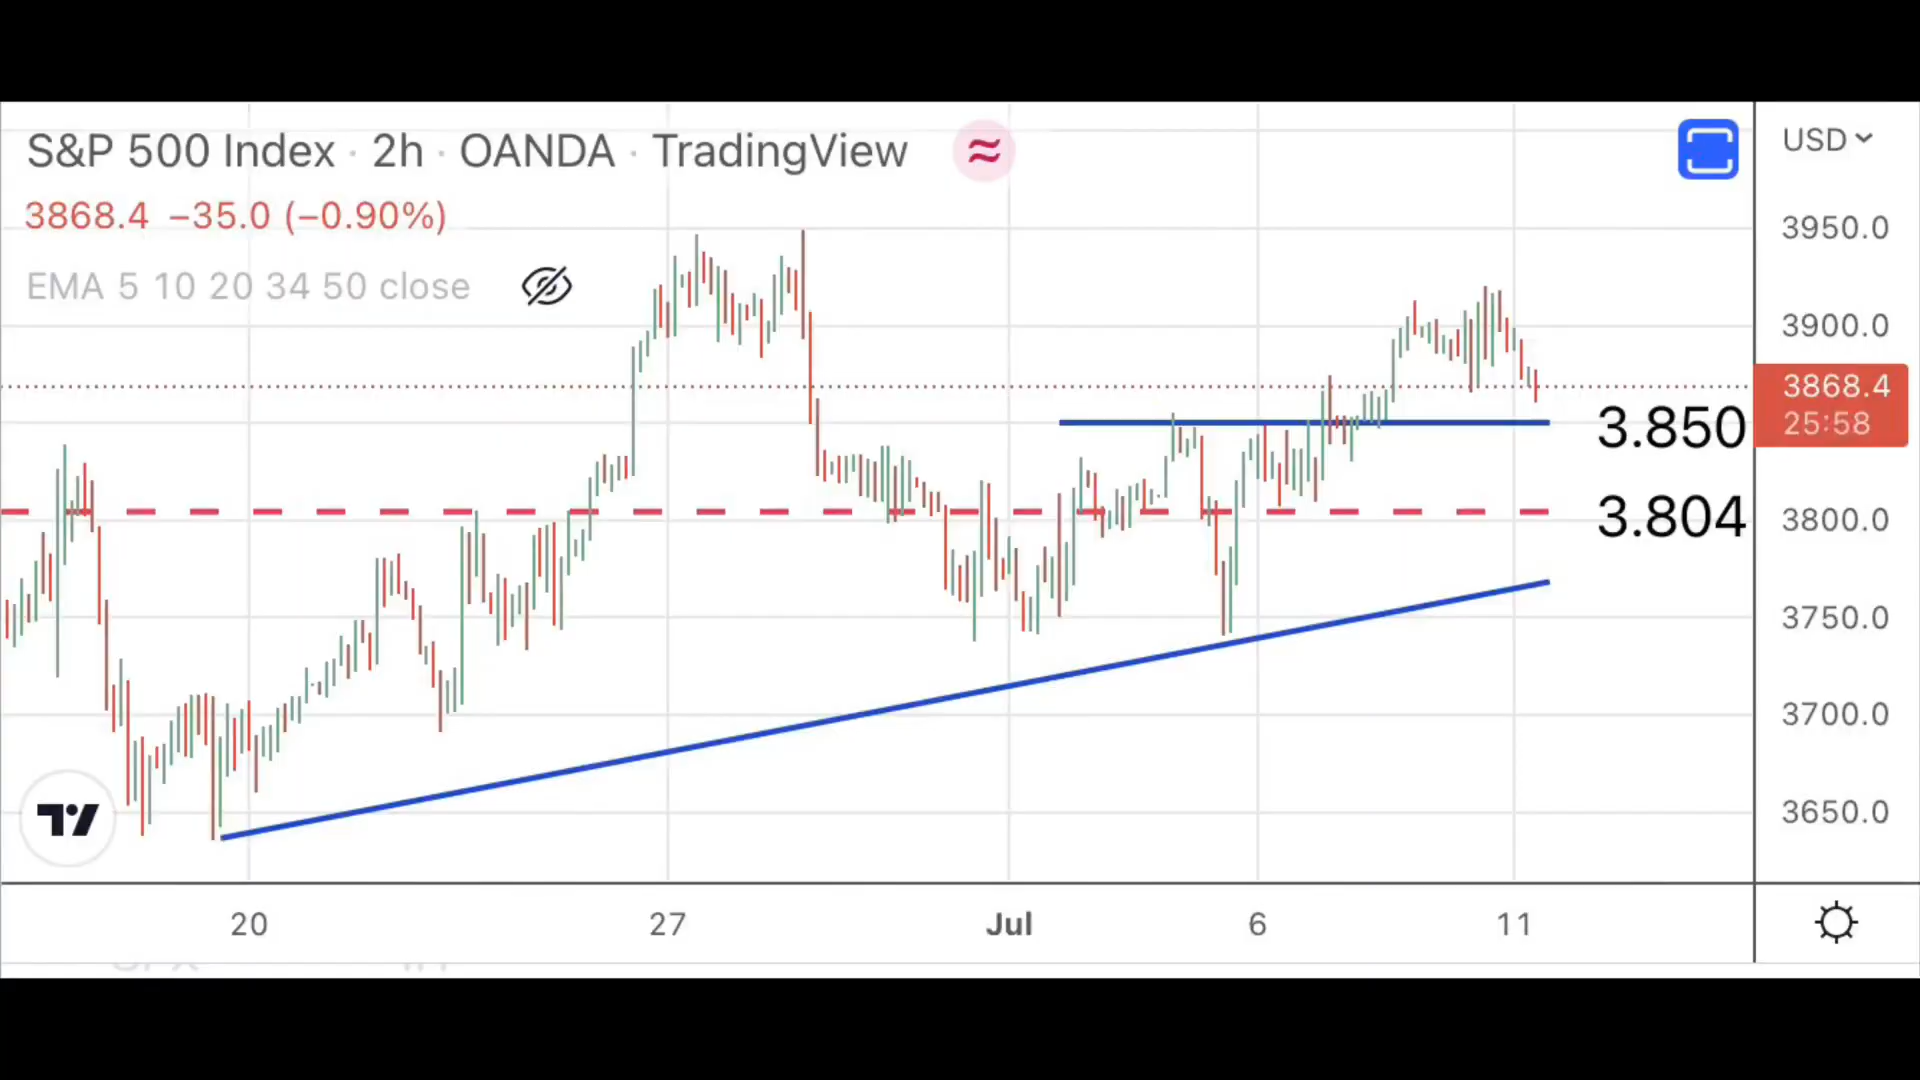 S&P 500 Index · 2h · OANDA · TradingView
USD
3868.4 −35.0 (−0.90%)
EMA 5 10 20 34 50 close
3950.0
3900.0
3868.4
25:58
3.850
3.804
3800.0
3750.0
3700.0
3650.0
20 27 Jul 6 11